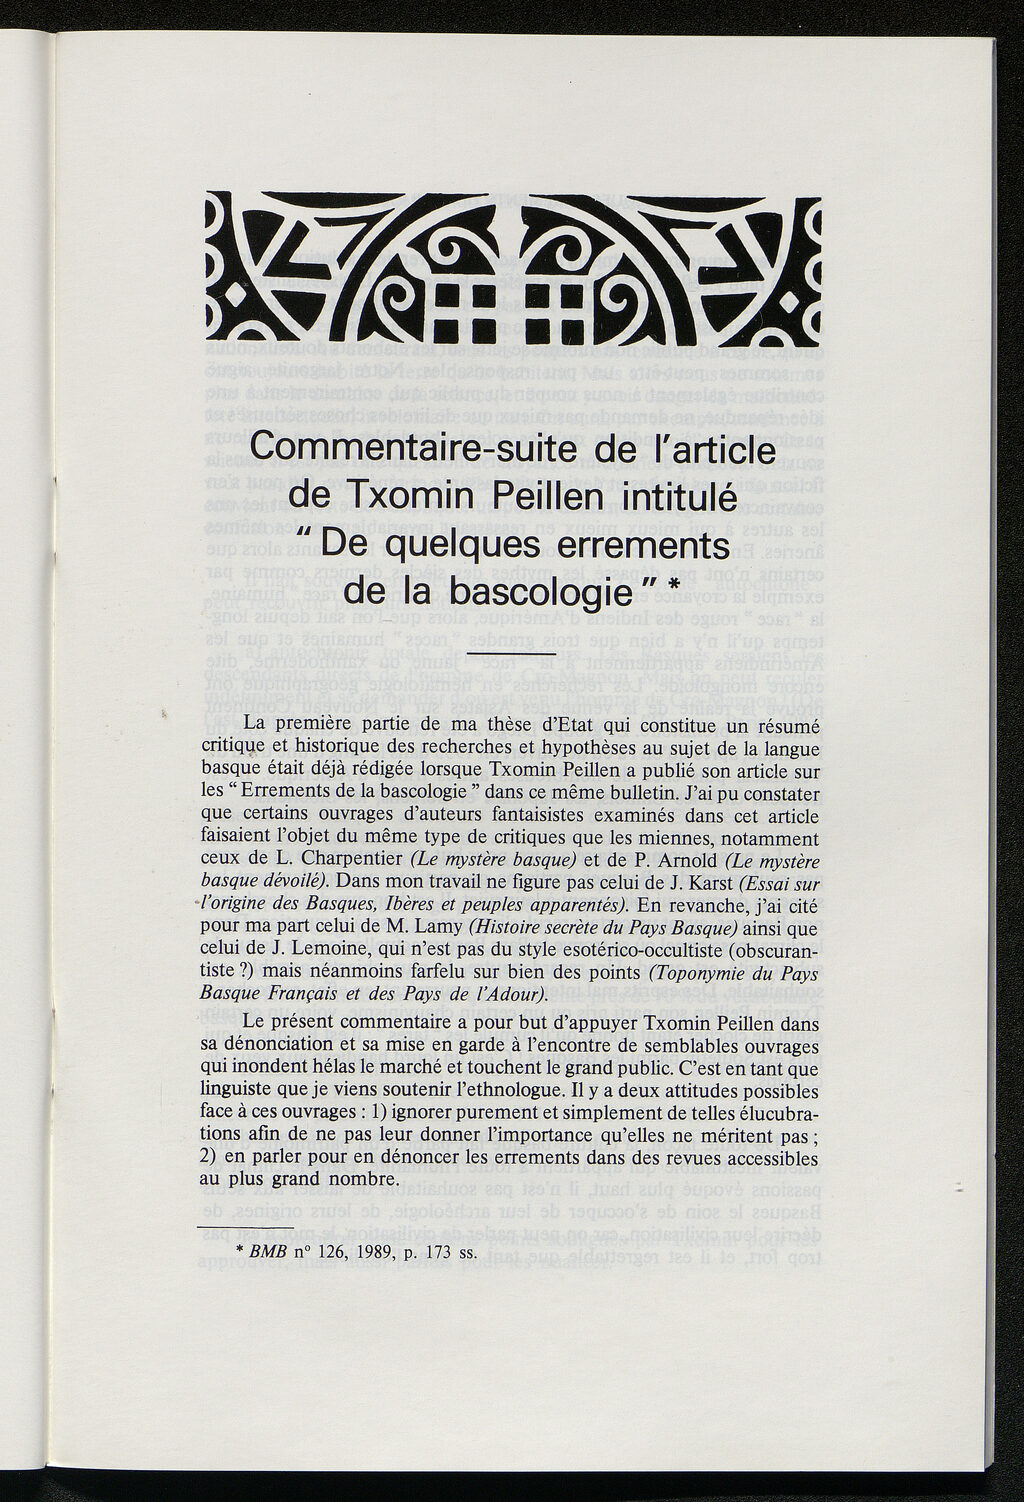 Commentaire-suite de l'article
de Txomin Peillen intitulé
“ De quelques errements
de la bascologie ” *
La première partie de ma thèse d'Etat qui constitue un résumé
critique et historique des recherches et hypothèses au sujet de la langue
basque était déjà rédigée lorsque Txomin Peillen a publié son article sur
les “ Errements de la bascologie ” dans ce même bulletin. J'ai pu constater
que certains ouvrages d'auteurs fantaisistes examinés dans cet article
faisaient l'objet du même type de critiques que les miennes, notamment
ceux de L. Charpentier (Le mystère basque) et de P. Arnold (Le mystère
basque dévoilé). Dans mon travail ne figure pas celui de J. Karst (Essai sur
l'origine des Basques, Ibères et peuples apparentés). En revanche, j'ai cité
pour ma part celui de M. Lamy (Histoire secrète du Pays Basque) ainsi que
celui de J. Lemoine, qui n'est pas du style esotérico-occultiste (obscuran-
tiste ?) mais néanmoins farfelu sur bien des points (Toponymie du Pays
Basque Français et des Pays de l'Adour).
Le présent commentaire a pour but d'appuyer Txomin Peillen dans
sa dénonciation et sa mise en garde à l'encontre de semblables ouvrages
qui inondent hélas le marché et touchent le grand public. C'est en tant que
linguiste que je viens soutenir l'ethnologue. Il y a deux attitudes possibles
face à ces ouvrages : 1) ignorer purement et simplement de telles élucubra-
tions afin de ne pas leur donner l'importance qu'elles ne méritent pas ;
2) en parler pour en dénoncer les errements dans des revues accessibles
au plus grand nombre.
* BMB n° 126, 1989, p. 173 ss.